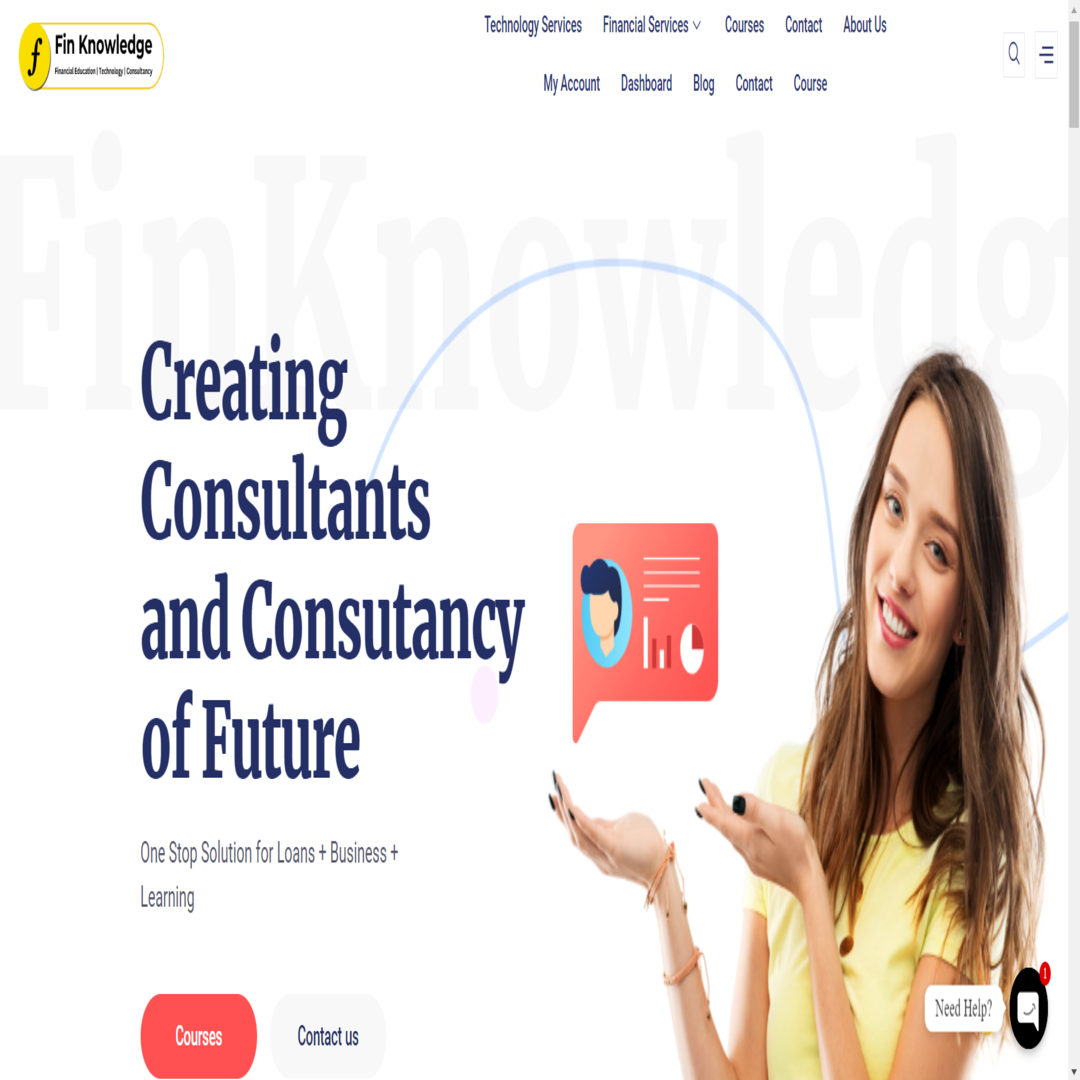 Fin Knowledge
Financial Education | Technology | Consultancy
Technology Services Financial Services Courses Contact About Us
My Account Dashboard Blog Contact Course
FinKnowledg
Creating
Consultants
and Consutancy
of Future
One Stop Solution for Loans + Business +
Learning
Courses Contact us
Need Help?
1